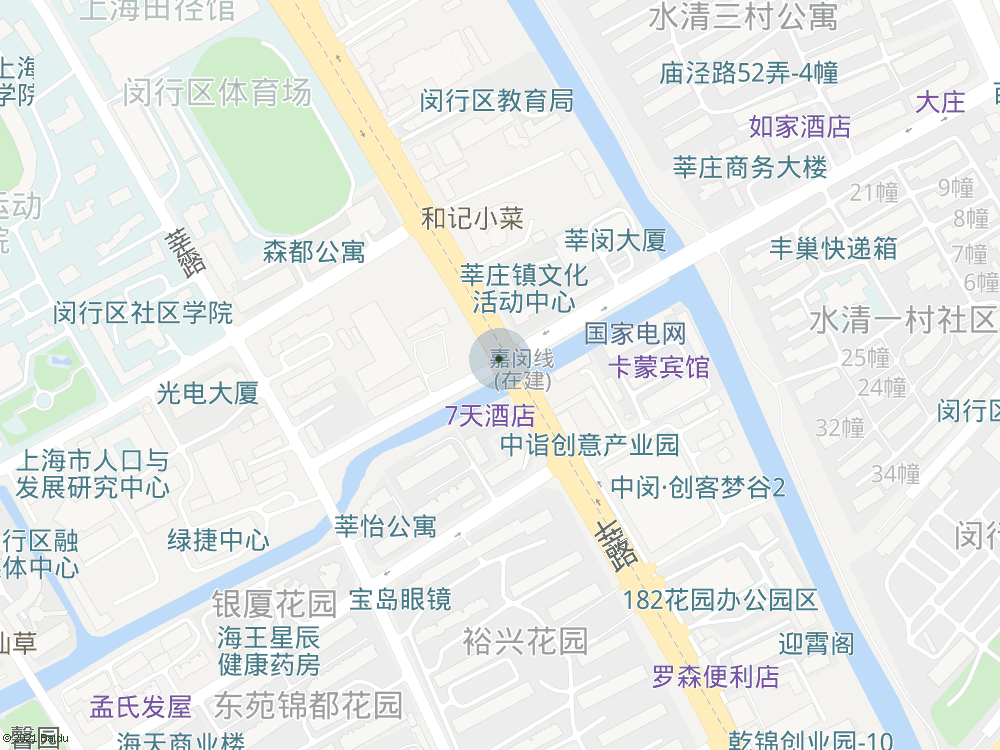 上海田径馆
水清三村公寓
上海
学院
闵行区体育场
闵行区教育局
庙泾路52弄-4幢
大庄
如家酒店
莘庄商务大楼
21幢
9幢
8幢
7幢
6幢
运动
院
和记小菜
莘闵大厦
丰巢快递箱
莘路
森都公寓
莘庄镇文化
活动中心
闵行区社区学院
国家电网
水清一村社区
嘉闵线
(在建)
卡蒙宾馆
25幢
24幢
光电大厦
7天酒店
32幢
闵行区
中诣创意产业园
上海市人口与
发展研究中心
34幢
中闵·创客梦谷2
莘怡公寓
绿捷中心
行区融
体中心
莘路
闵行
银厦花园
宝岛眼镜
182花园办公园区
仙草
海王星辰
健康药房
裕兴花园
迎霄阁
罗森便利店
孟氏发屋
东苑锦都花园
馨园
© 2021 Baidu
海天商业楼
乾锦创业园-10